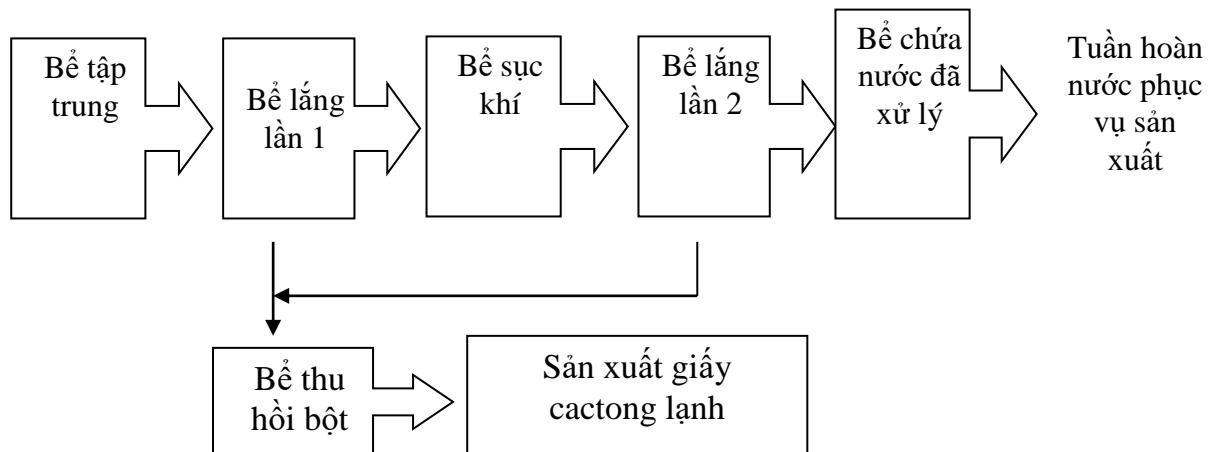 Bể tập
trung
Bể lắng
lần 1
Bể sục
khí
Bể lắng
lần 2
Bể chứa
nước đã
xử lý
Tuần hoàn
nước phục
vụ sản
xuất
Bể thu
hồi bột
Sản xuất giấy
cactong lạnh